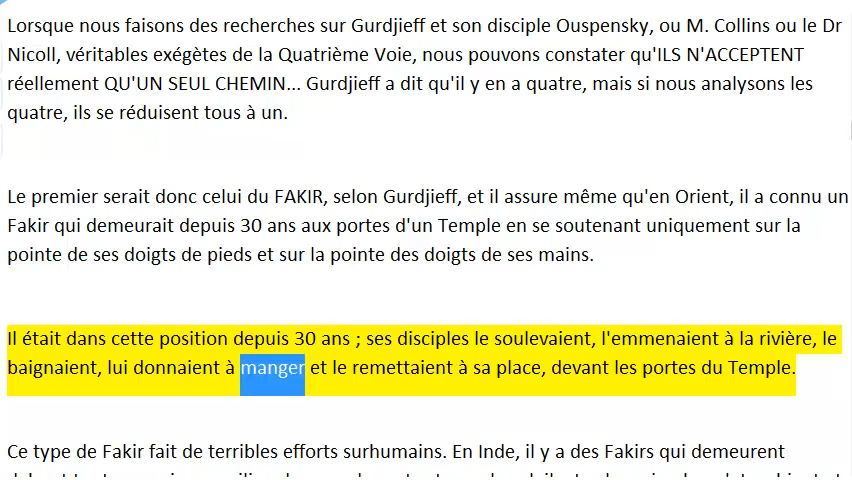 Lorsque nous faisons des recherches sur Gurdjieff et son disciple Ouspensky, ou M. Collins ou le Dr
Nicoll, véritables exégètes de la Quatrième Voie, nous pouvons constater qu'ILS N'ACCEPTENT
réellement QU'UN SEUL CHEMIN... Gurdjieff a dit qu'il y en a quatre, mais si nous analysons les
quatre, ils se réduisent tous à un.
Le premier serait donc celui du FAKIR, selon Gurdjieff, et il assure même qu'en Orient, il a connu un
Fakir qui demeurait depuis 30 ans aux portes d'un Temple en se soutenant uniquement sur la
pointe de ses doigts de pieds et sur la pointe des doigts de ses mains.
Il était dans cette position depuis 30 ans ; ses disciples le soulevaient, l'emmenaient à la rivière, le
baignaient, lui donnaient à manger et le remettaient à sa place, devant les portes du Temple.
Ce type de Fakir fait de terribles efforts surhumains. En Inde, il y a des Fakirs qui demeurent